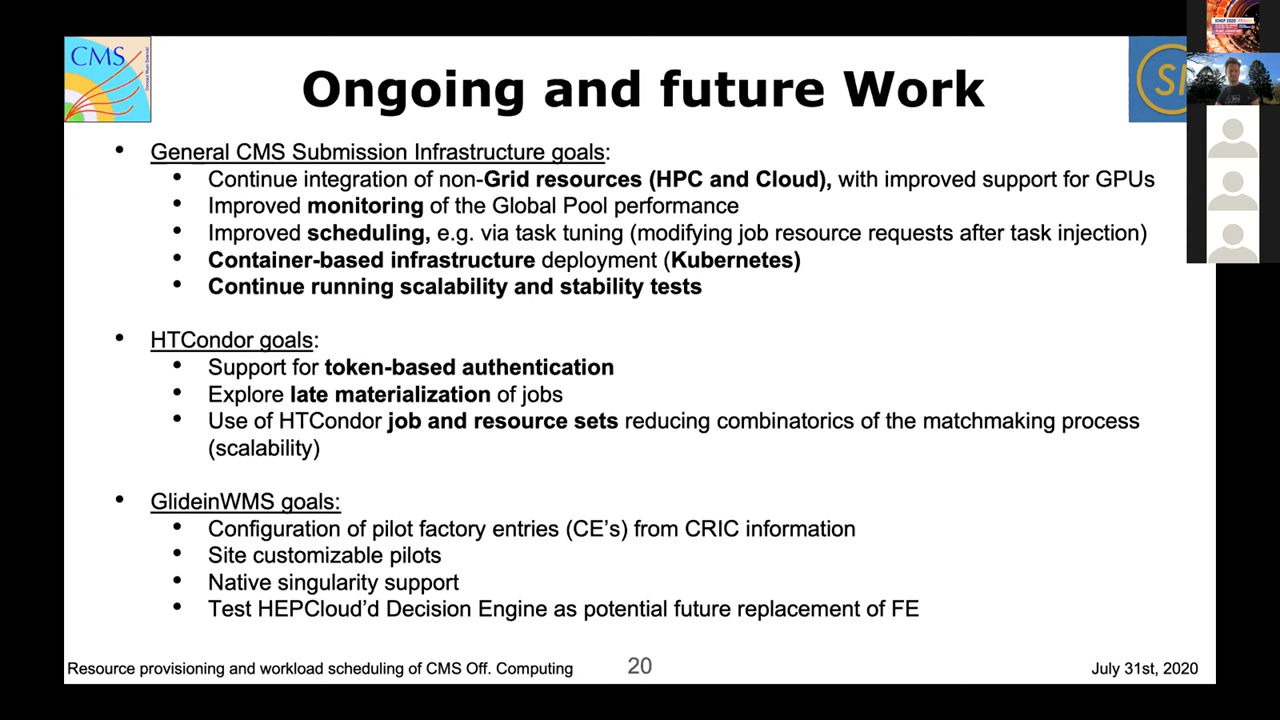 CMS
Ongoing and future Work
SI
ICHEP 2020
• General CMS Submission Infrastructure goals:
• Continue integration of non-Grid resources (HPC and Cloud), with improved support for GPUs
• Improved monitoring of the Global Pool performance
• Improved scheduling, e.g. via task tuning (modifying job resource requests after task injection)
• Container-based infrastructure deployment (Kubernetes)
• Continue running scalability and stability tests
• HTCondor goals:
• Support for token-based authentication
• Explore late materialization of jobs
• Use of HTCondor job and resource sets reducing combinatorics of the matchmaking process
(scalability)
• GlideinWMS goals:
• Configuration of pilot factory entries (CE's) from CRIC information
• Site customizable pilots
• Native singularity support
• Test HEPCloud'd Decision Engine as potential future replacement of FE
Resource provisioning and workload scheduling of CMS Off. Computing
20
July 31st, 2020